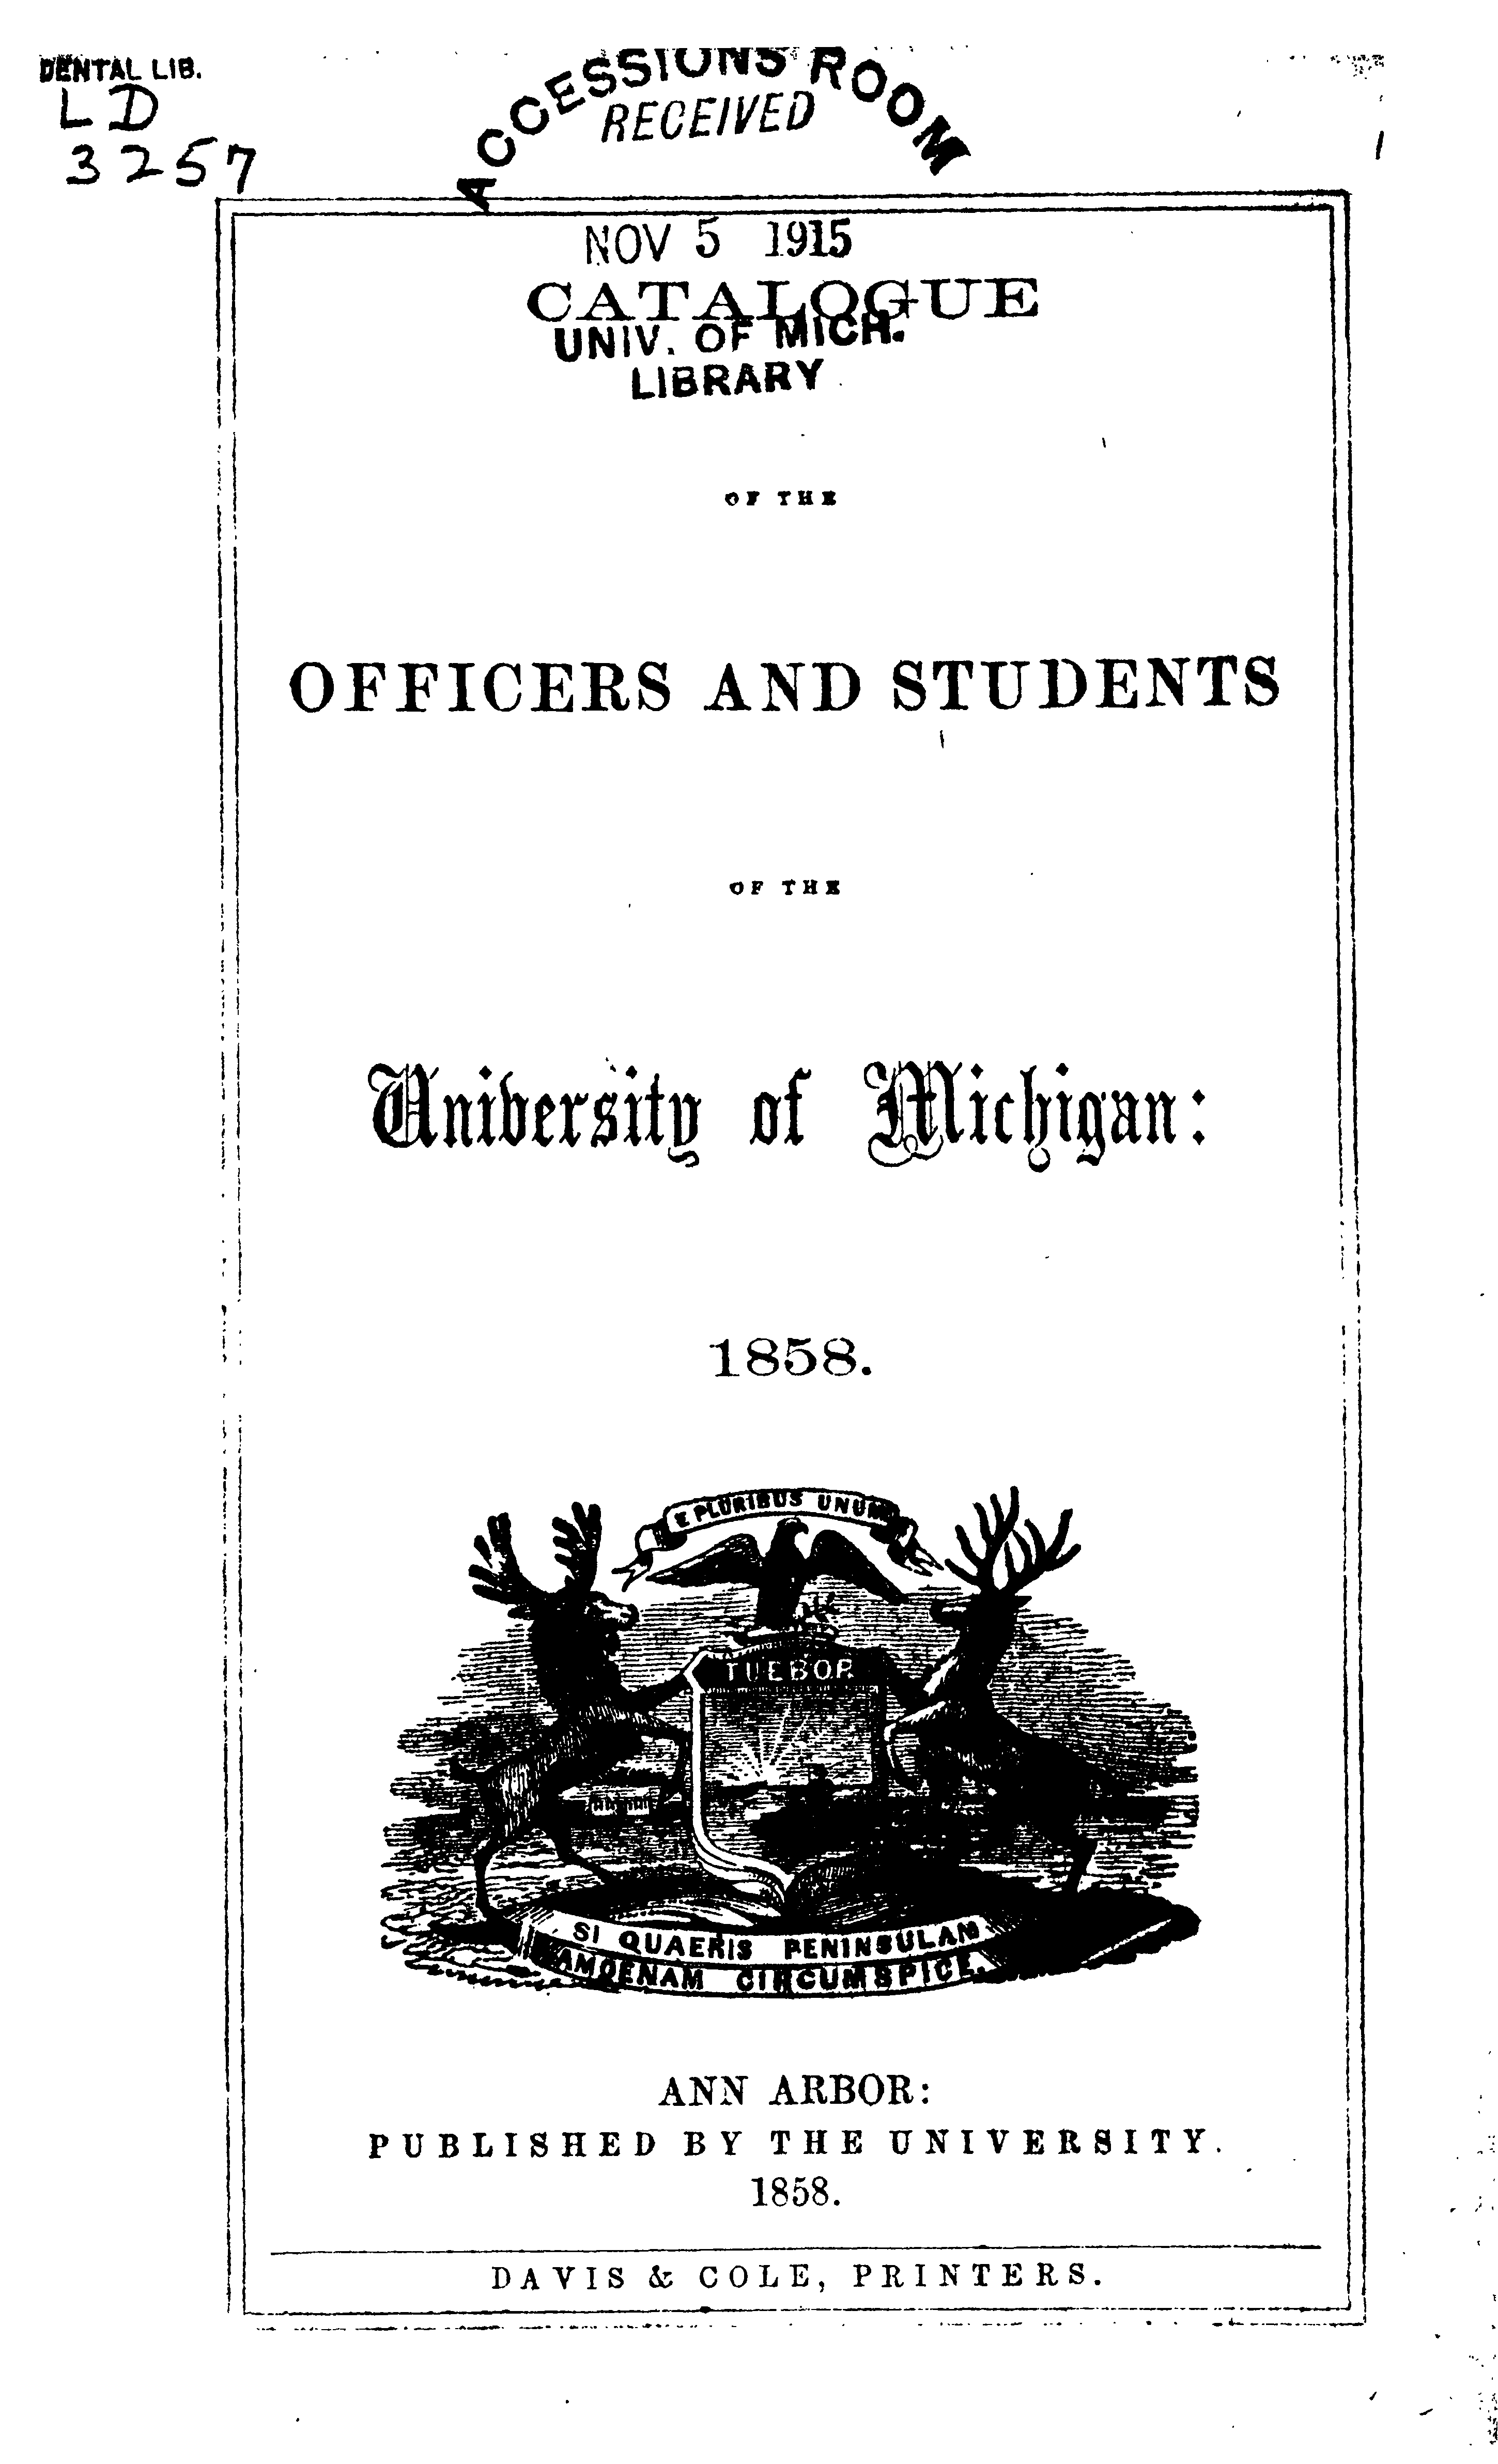 DENTAL LIB.
LD
3257
ACCESSIONS ROOM
RECEIVED
NOV 5 1915
CATALOGUE
UNIV. OF MICH.
LIBRARY
OF THE
OFFICERS AND STUDENTS
OF THE
University of Michigan:
1858.
E PLURIBUS UNUM
TUEBOR
SI QUAERIS PENINSULAM
AMOENAM CIRCUMSPICE.
ANN ARBOR:
PUBLISHED BY THE UNIVERSITY.
1858.
DAVIS & COLE, PRINTERS.